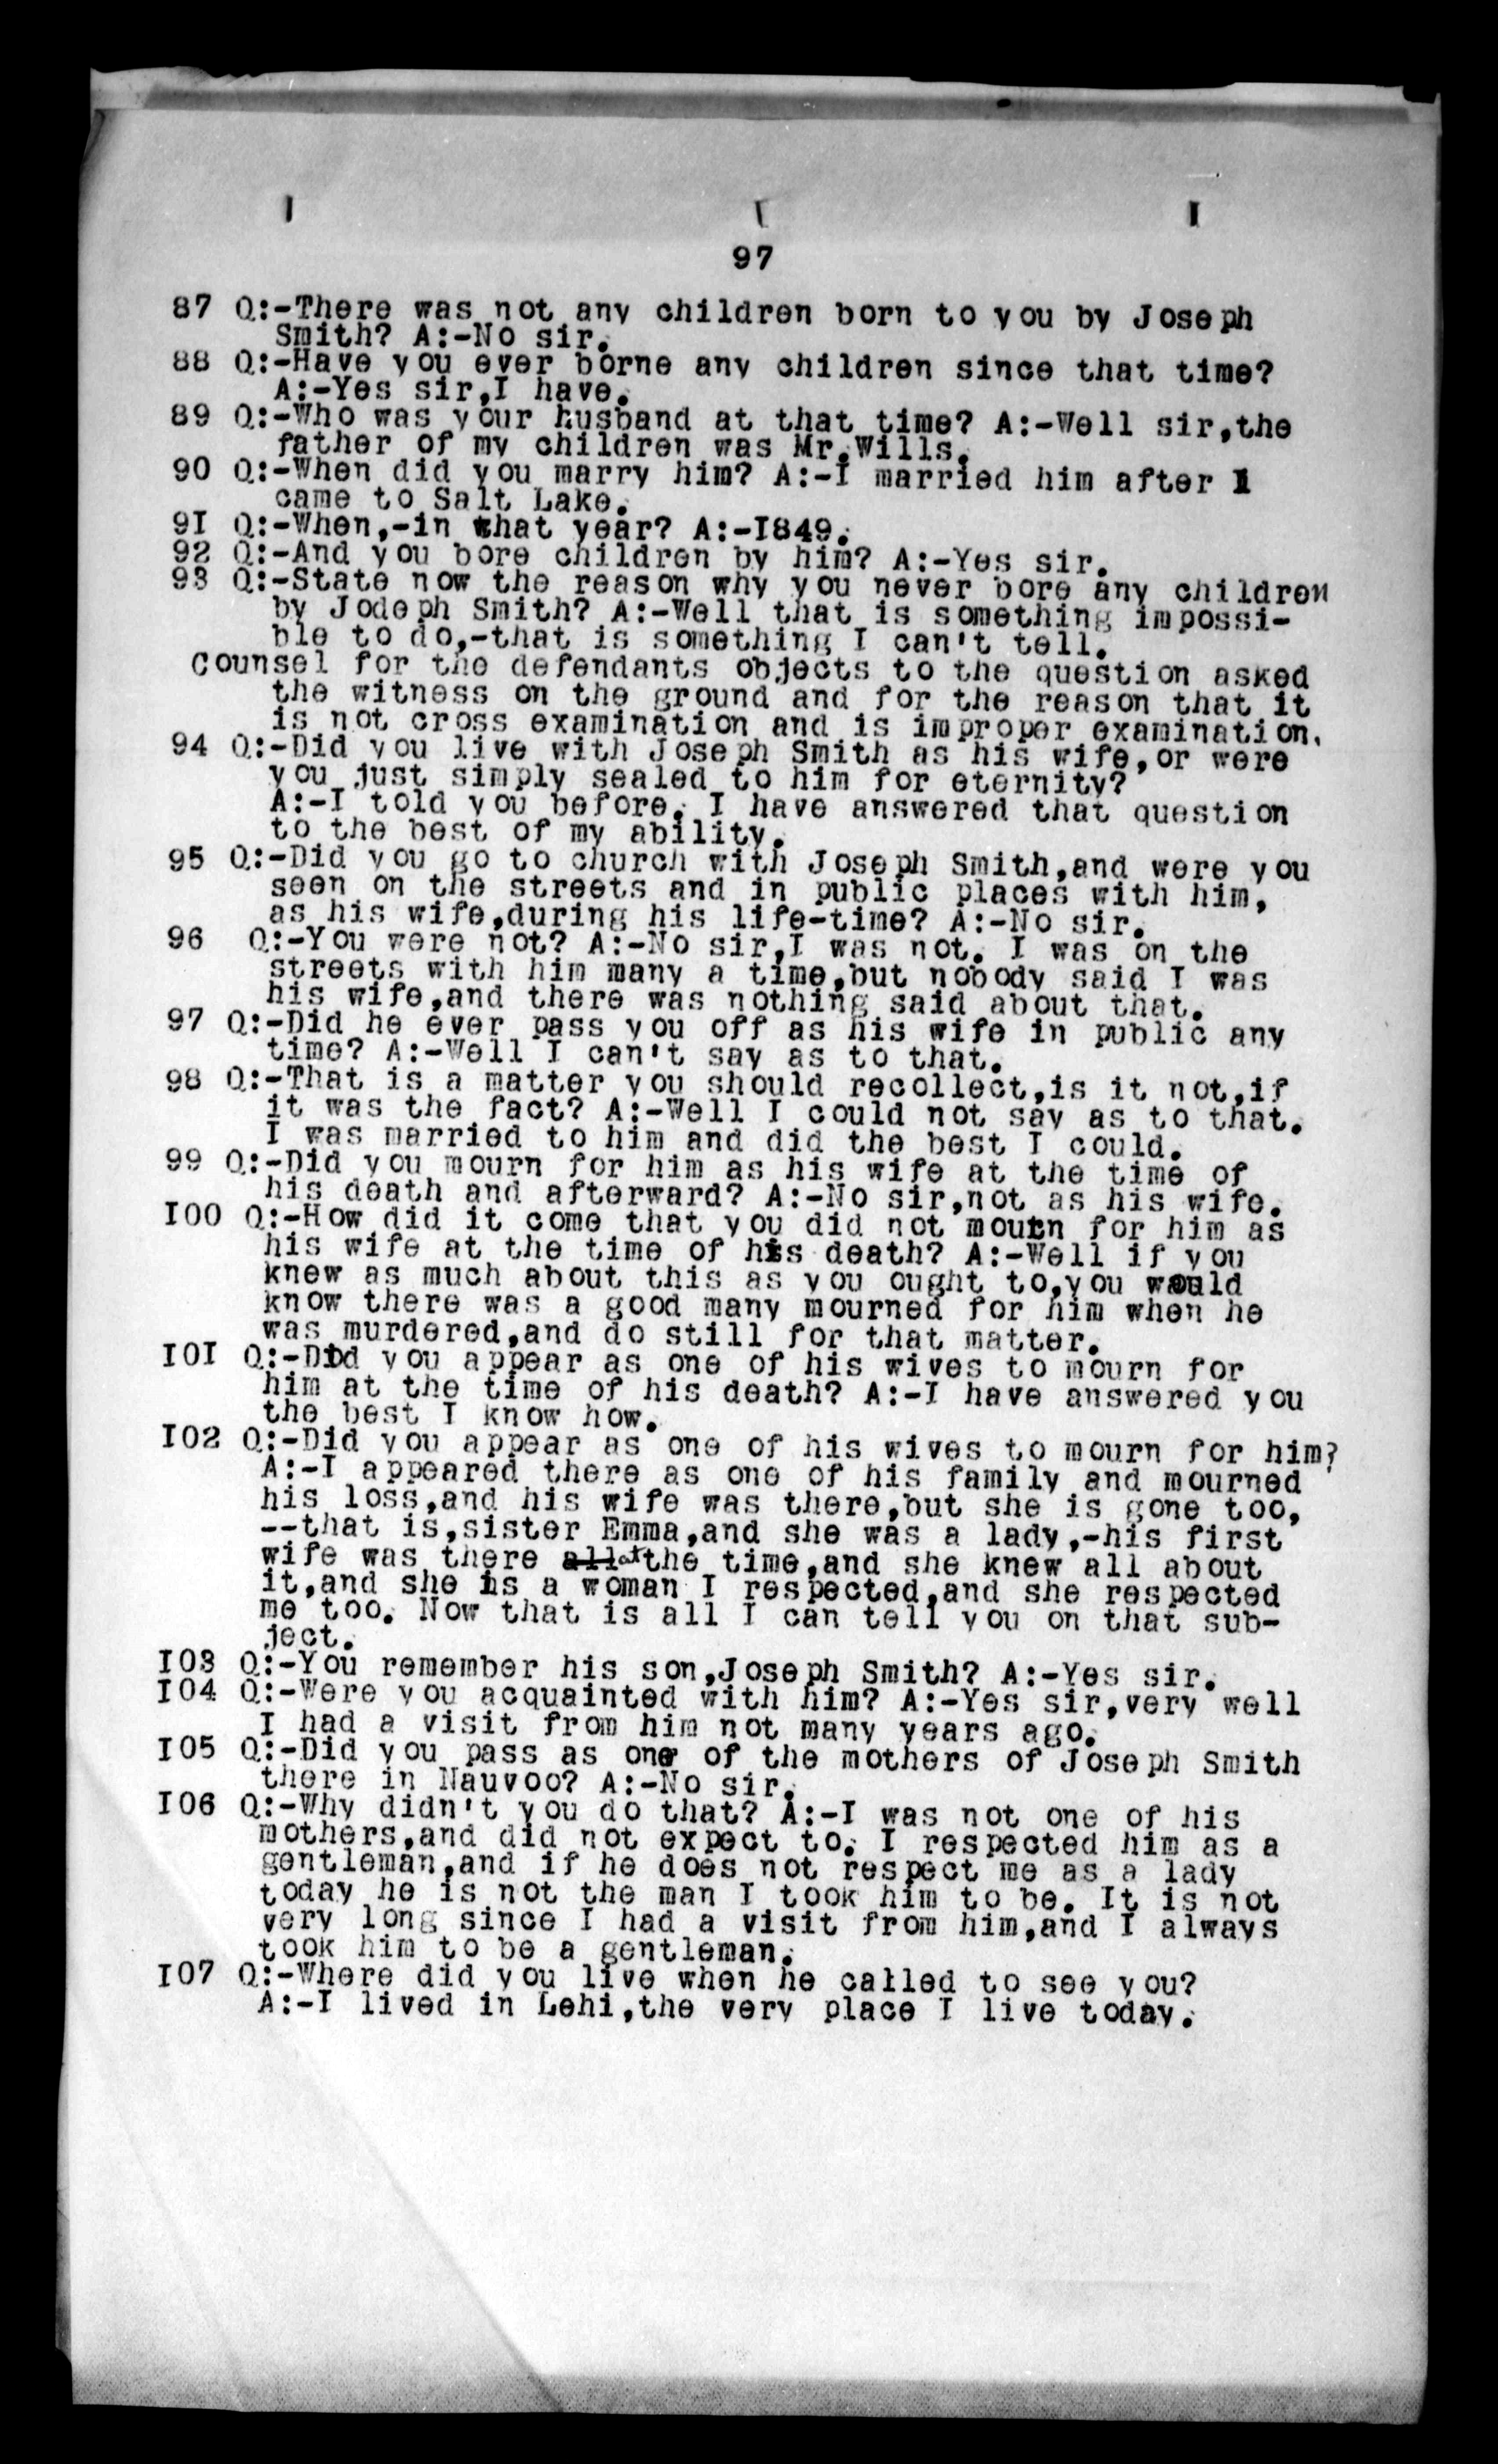 97
87 Q:-There was not any children born to you by Joseph
Smith? A:-No sir.
88 Q:-Have you ever borne any children since that time?
A:-Yes sir,I have.
89 Q:-Who was your husband at that time? A:-Well sir,the
father of my children was Mr.Wills.
90 Q:-When did you marry him? A:-I married him after I
came to Salt Lake.
9I Q:-When,-in that year? A:-I849.
92 Q:-And you bore children by him? A:-Yes sir.
93 Q:-State now the reason why you never bore any children
by Jodeph Smith? A:-Well that is something impossi-
ble to do,-that is something I can't tell.
Counsel for the defendants objects to the question asked
the witness on the ground and for the reason that it
is not cross examination and is improper examination.
94 Q:-Did you live with Joseph Smith as his wife,or were
you just simply sealed to him for eternity?
A:-I told you before. I have answered that question
to the best of my ability.
95 Q:-Did you go to church with Joseph Smith,and were you
seen on the streets and in public places with him,
as his wife,during his life-time? A:-No sir.
96 Q:-You were not? A:-No sir,I was not. I was on the
streets with him many a time,but nobody said I was
his wife,and there was nothing said about that.
97 Q:-Did he ever pass you off as his wife in public any
time? A:-Well I can't say as to that.
98 Q:-That is a matter you should recollect,is it not,if
it was the fact? A:-Well I could not say as to that.
I was married to him and did the best I could.
99 Q:-Did you mourn for him as his wife at the time of
his death and afterward? A:-No sir,not as his wife.
I00 Q:-How did it come that you did not mourn for him as
his wife at the time of his death? A:-Well if you
knew as much about this as you ought to,you would
know there was a good many mourned for him when he
was murdered,and do still for that matter.
I0I Q:-Did you appear as one of his wives to mourn for
him at the time of his death? A:-I have answered you
the best I know how.
I02 Q:-Did you appear as one of his wives to mourn for him?
A:-I appeared there as one of his family and mourned
his loss,and his wife was there,but she is gone too,
--that is,sister Emma,and she was a lady,-his first
wife was there all at the time,and she knew all about
it,and she is a woman I respected,and she respected
me too. Now that is all I can tell you on that sub-
ject.
I03 Q:-You remember his son,Joseph Smith? A:-Yes sir.
I04 Q:-Were you acquainted with him? A:-Yes sir,very well
I had a visit from him not many years ago.
I05 Q:-Did you pass as one of the mothers of Joseph Smith
there in Nauvoo? A:-No sir.
I06 Q:-Why didn't you do that? A:-I was not one of his
mothers,and did not expect to. I respected him as a
gentleman,and if he does not respect me as a lady
today he is not the man I took him to be. It is not
very long since I had a visit from him,and I always
took him to be a gentleman.
I07 Q:-Where did you live when he called to see you?
A:-I lived in Lehi,the very place I live today.